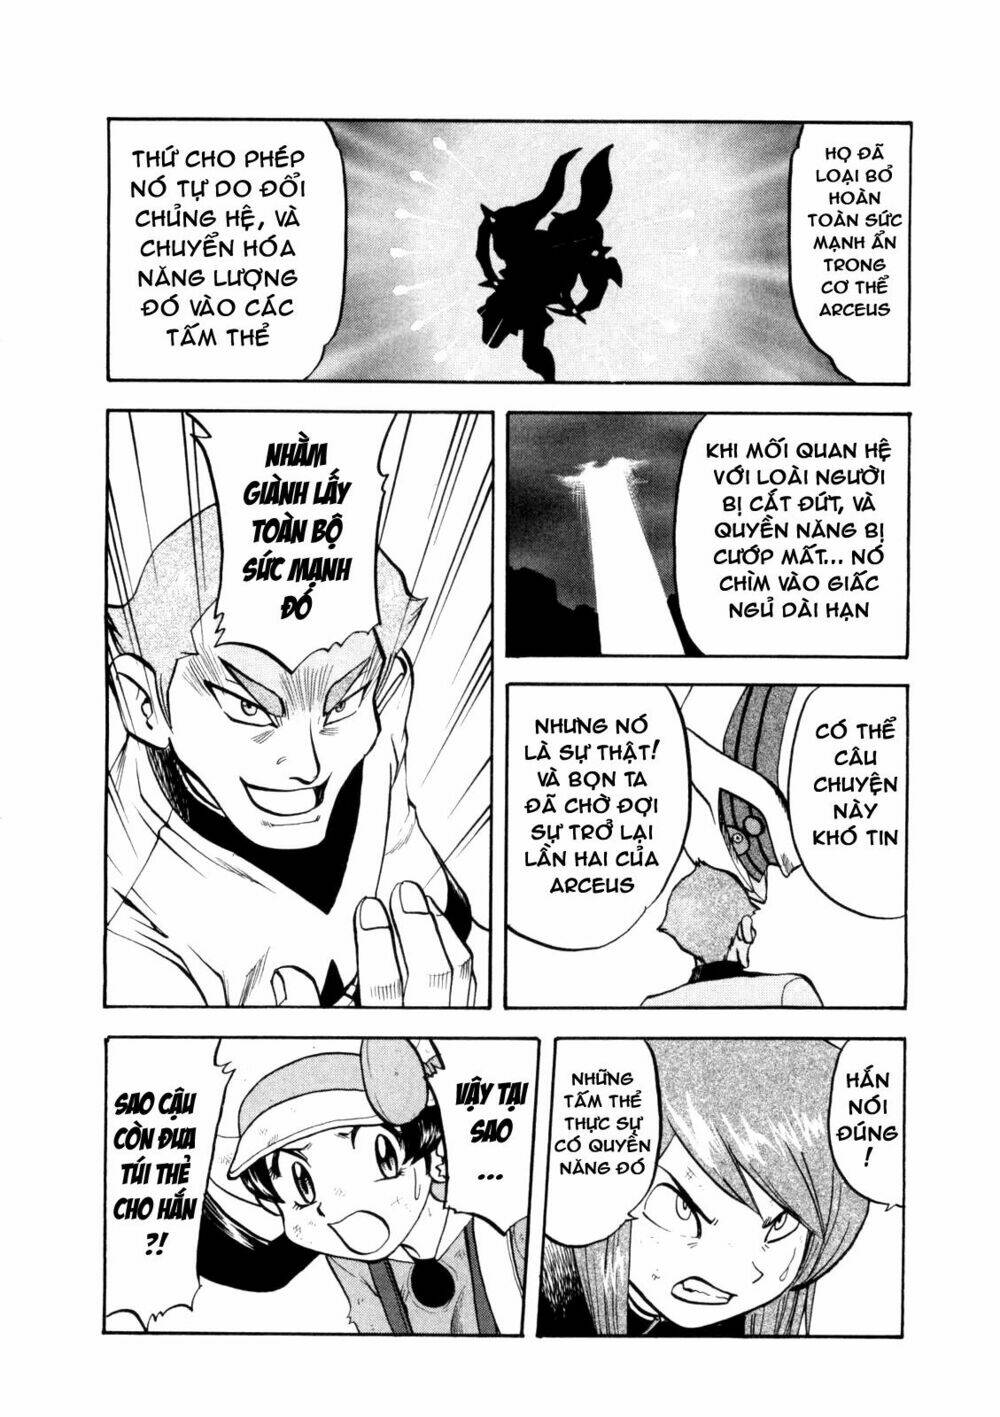 HỌ ĐÃ
LOẠI BỎ
HOÀN
TOÀN SỨC
MẠNH ẨN
TRONG
CƠ THỂ
ARCEUS
THỨ CHO PHÉP
NÓ TỰ DO ĐỔI
CHỦNG HỆ, VÀ
CHUYỂN HÓA
NĂNG LƯỢNG
ĐÓ VÀO CÁC
TẤM THẺ
KHI MỐI QUAN HỆ
VỚI LOÀI NGƯỜI
BỊ CẮT ĐỨT, VÀ
QUYỀN NĂNG BỊ
CƯỚP MẤT... NÓ
CHÌM VÀO GIẤC
NGỦ DÀI HẠN
CÓ THỂ
CÂU
CHUYỆN
NÀY
KHÓ TIN
NHƯNG NÓ
LÀ SỰ THẬT!
VÀ BỌN TA
ĐÃ CHỜ ĐỢI
SỰ TRỞ LẠI
LẦN HAI CỦA
ARCEUS
NHẰM
GIÀNH LẤY
TOÀN BỘ
SỨC MẠNH
ĐÓ
HẮN
NÓI
ĐÚNG
!
NHỮNG
TẤM THẺ
THỰC SỰ
CÓ QUYỀN
NĂNG ĐÓ
VẬY TẠI
SAO
...
SAO CẬU
CÒN ĐƯA
TÚI THẺ
CHO HẮN
?!